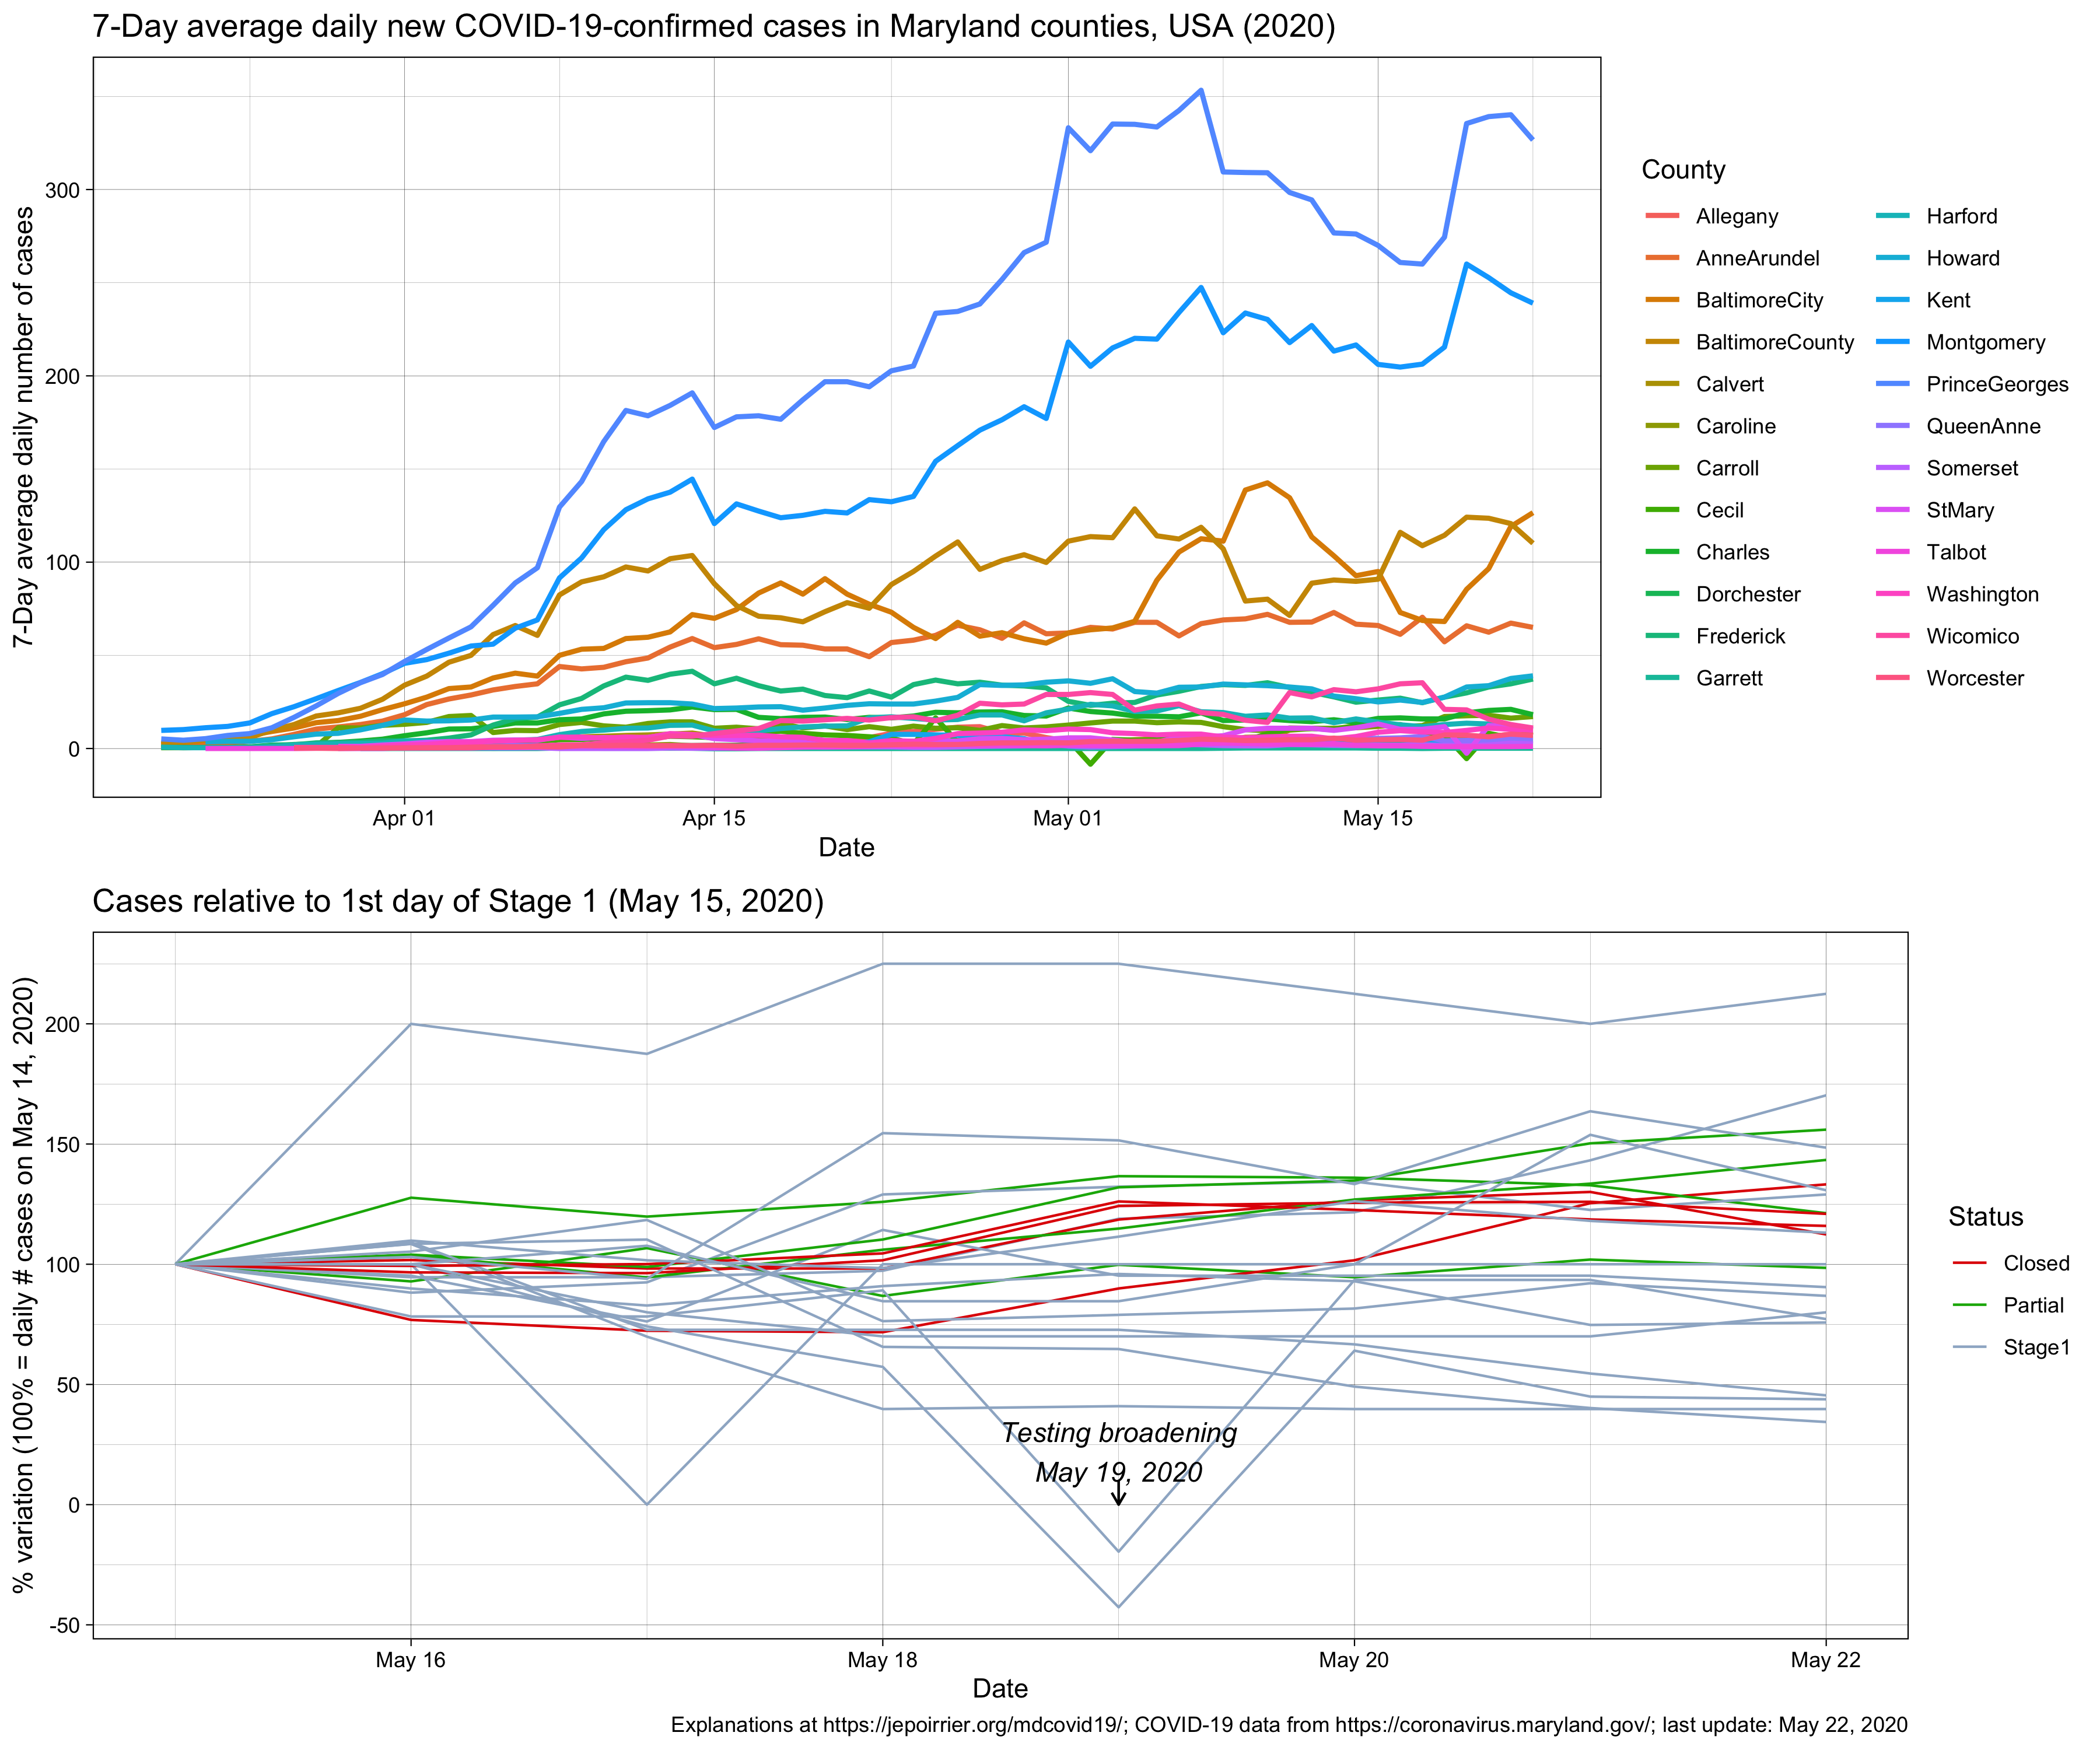 7-Day average daily new COVID-19-confirmed cases in Maryland counties, USA (2020)
7-Day average daily number of cases
300
200
100
0
Apr 01
Apr 15
May 01
May 15
Date
County
Allegany
AnneArundel
BaltimoreCity
BaltimoreCounty
Calvert
Caroline
Carroll
Cecil
Charles
Dorchester
Frederick
Garrett
Harford
Howard
Kent
Montgomery
PrinceGeorges
QueenAnne
Somerset
StMary
Talbot
Washington
Wicomico
Worcester
Cases relative to 1st day of Stage 1 (May 15, 2020)
% variation (100% = daily # cases on May 14, 2020)
200
150
100
50
0
-50
Testing broadening
May 19, 2020
May 16
May 18
May 20
May 22
Date
Status
Closed
Partial
Stage1
Explanations at https://jepoirrier.org/mdcovid19/; COVID-19 data from https://coronavirus.maryland.gov/; last update: May 22, 2020